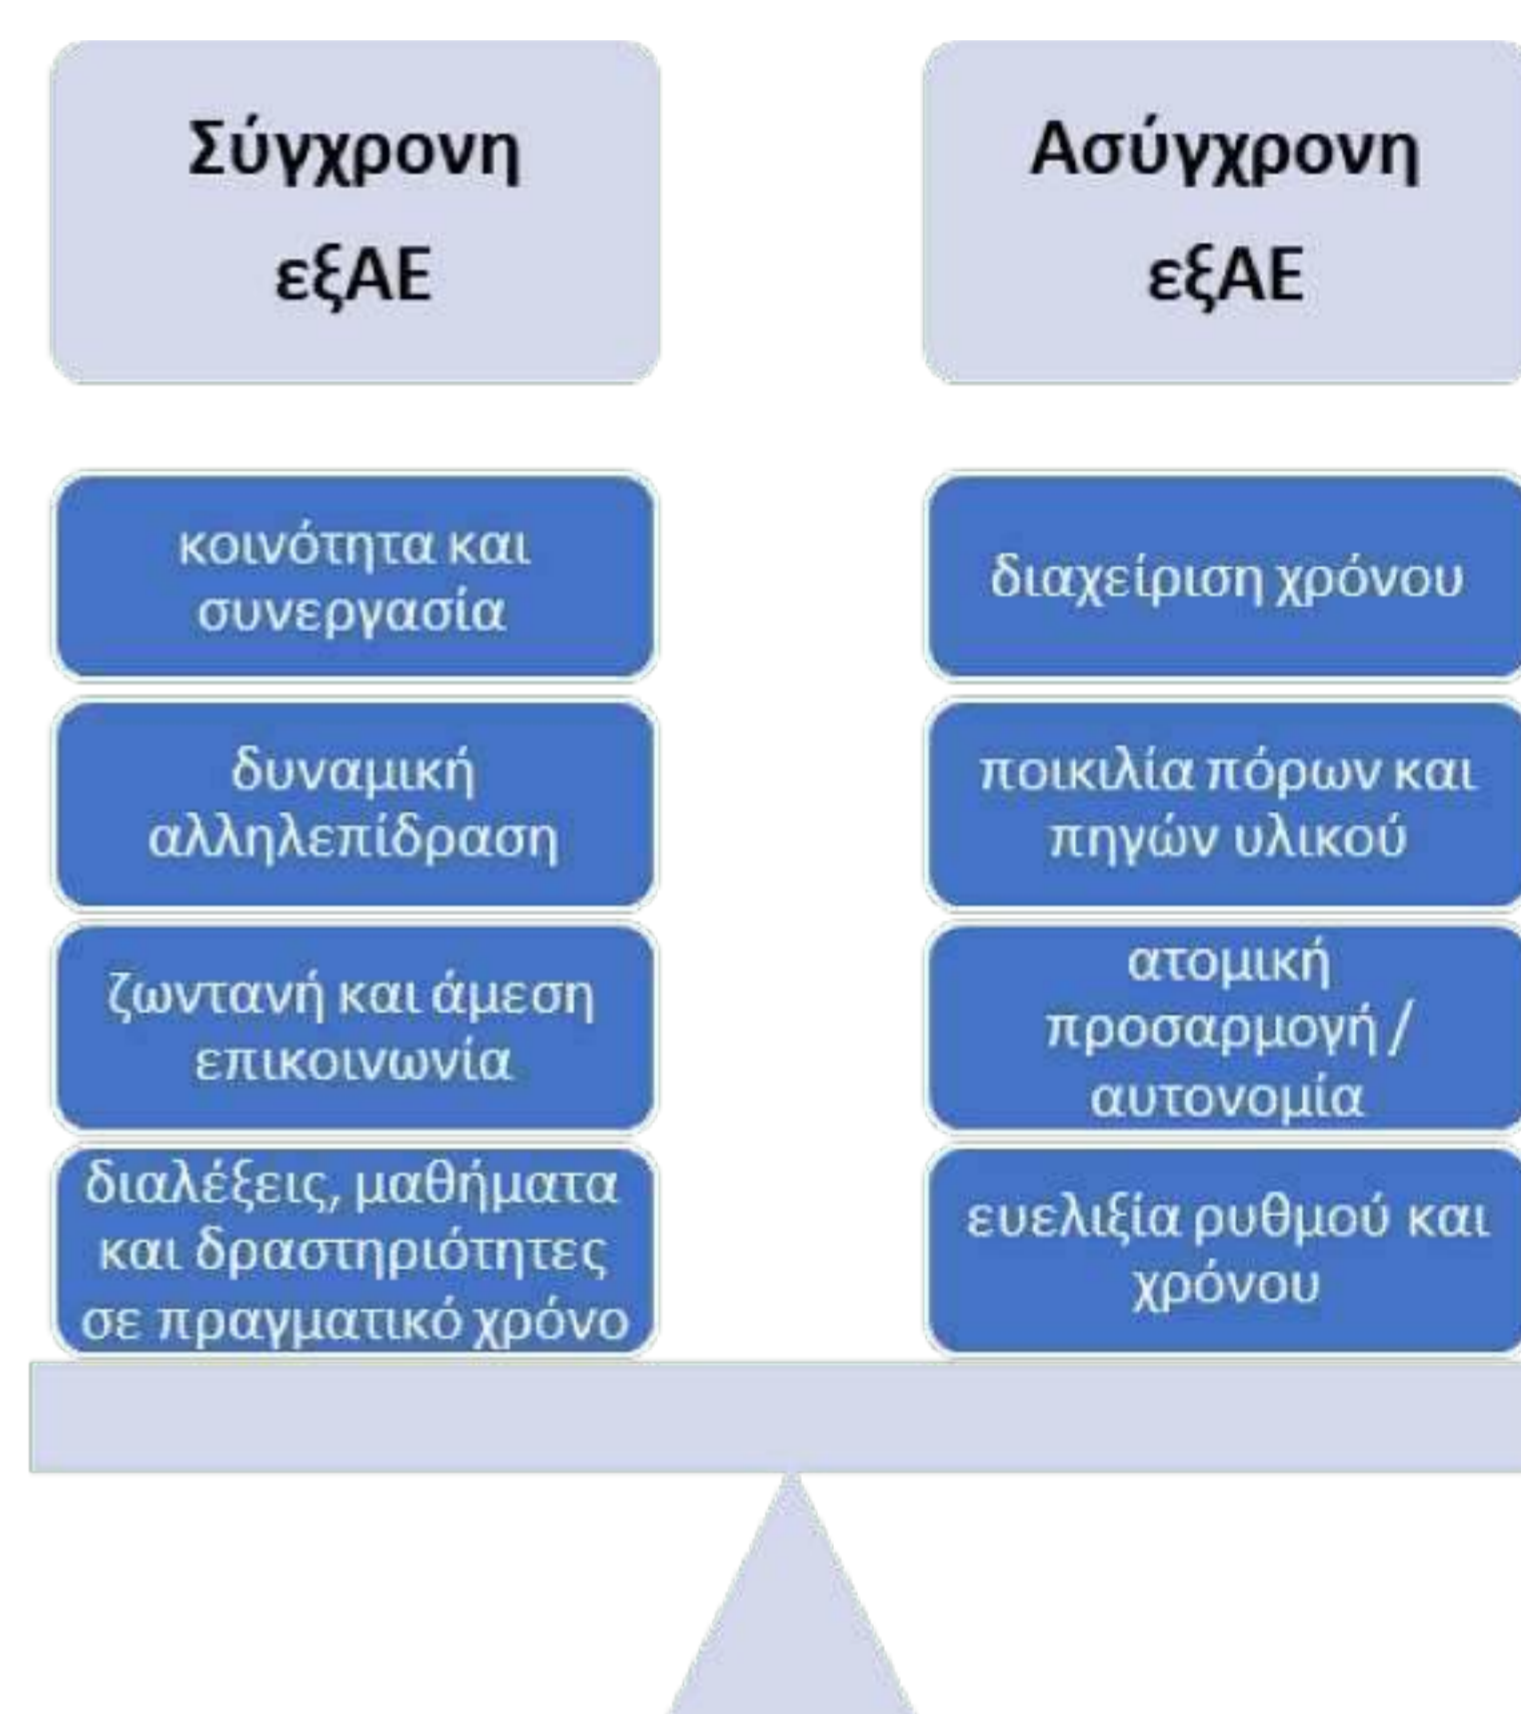 Σύγχρονη
εξΑΕ
κοινότητα και
συνεργασία
δυναμική
αλληλεπίδραση
ζωντανή και άμεση
επικοινωνία
διαλέξεις, μαθήματα
και δραστηριότητες
σε πραγματικό χρόνο
Ασύγχρονη
εξΑΕ
διαχείριση χρόνου
ποικιλία πόρων και
πηγών υλικού
ατομική
προσαρμογή /
αυτονομία
ευελιξία ρυθμού και
χρόνου